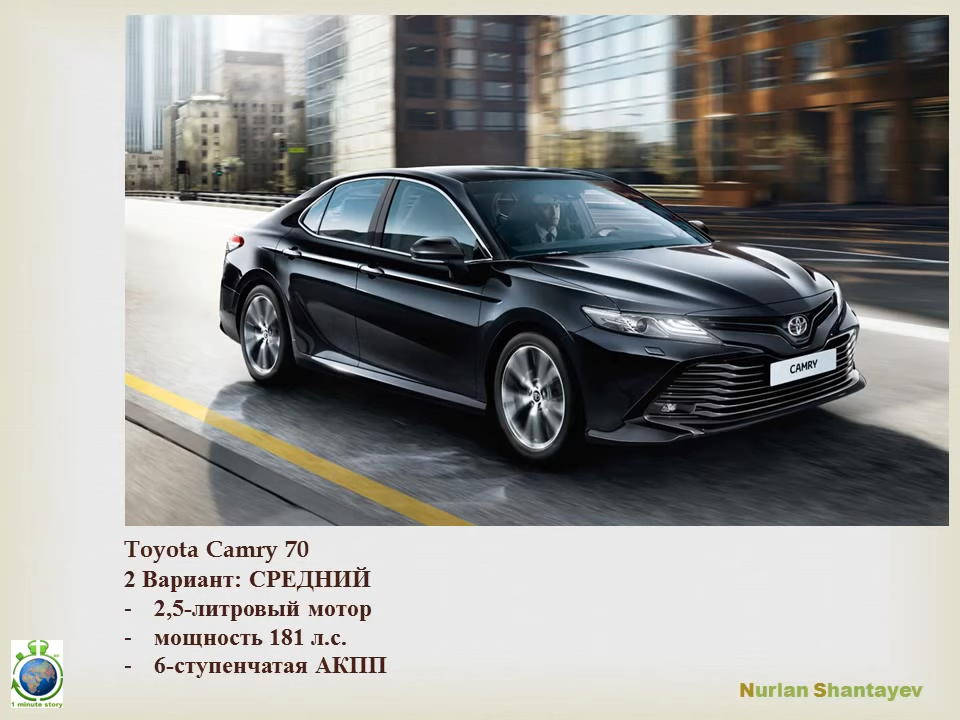 CAMRY
Toyota Camry 70
2 Вариант: СРЕДНИЙ
- 2,5-литровый мотор
- мощность 181 л.с.
- 6-ступенчатая АКПП
1 minute story
Nurlan Shantayev